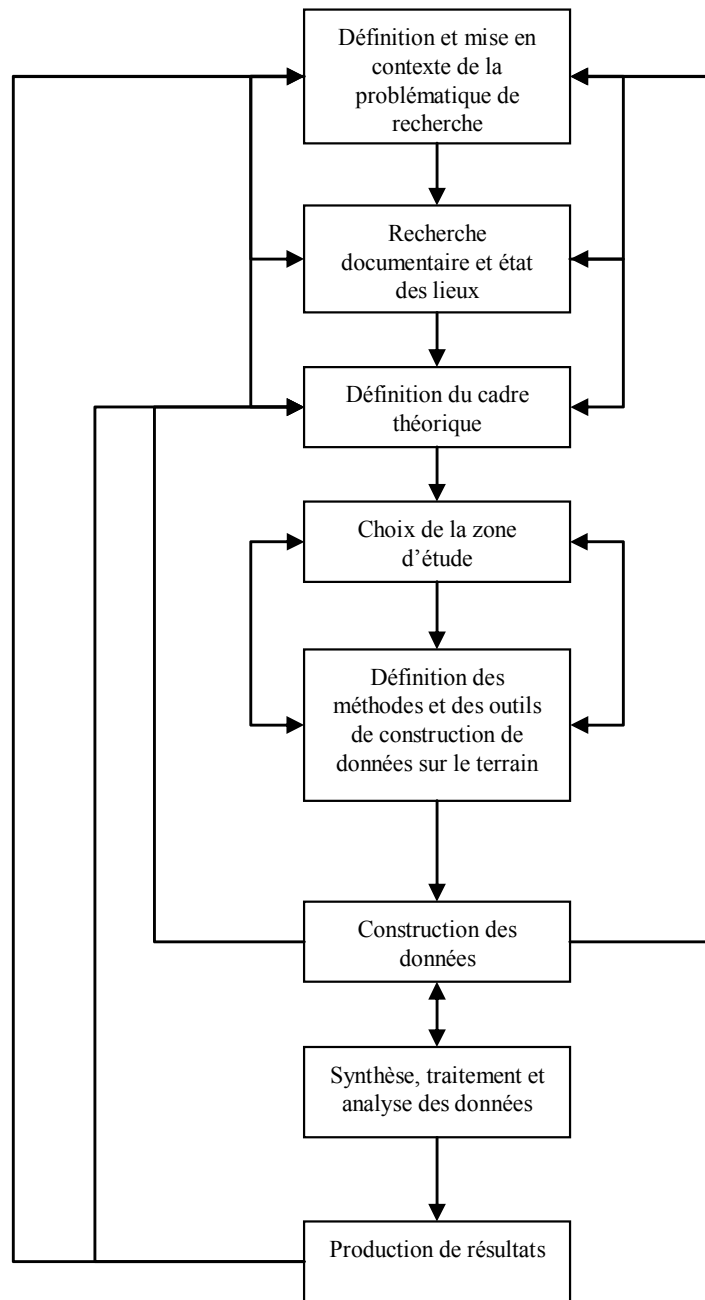 Définition et mise en
contexte de la
problématique de
recherche
Recherche
documentaire et état
des lieux
Définition du cadre
théorique
Choix de la zone
d’étude
Définition des
méthodes et des outils
de construction de
données sur le terrain
Construction des
données
Synthèse, traitement et
analyse des données
Production de résultats